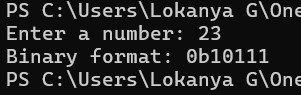 PS C:\Users\Lokanya G\One
Enter a number: 23
Binary format: 0b10111
PS C:\Users\Lokanya G\One